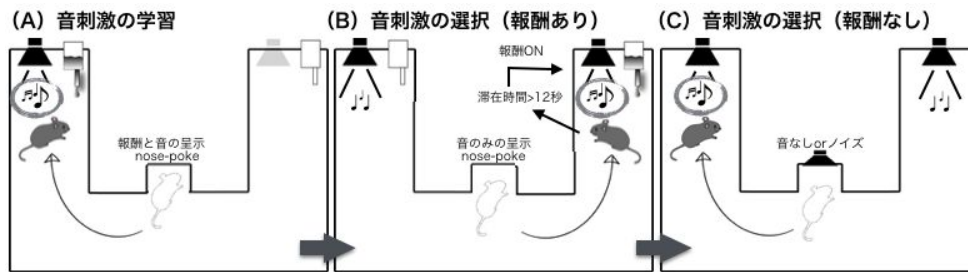 (A) 音刺激の学習
(B) 音刺激の選択（報酬あり）
(C) 音刺激の選択（報酬なし）
報酬と音の呈示
nose-poke
報酬ON
滞在時間>12秒
音のみの呈示
nose-poke
音なしorノイズ